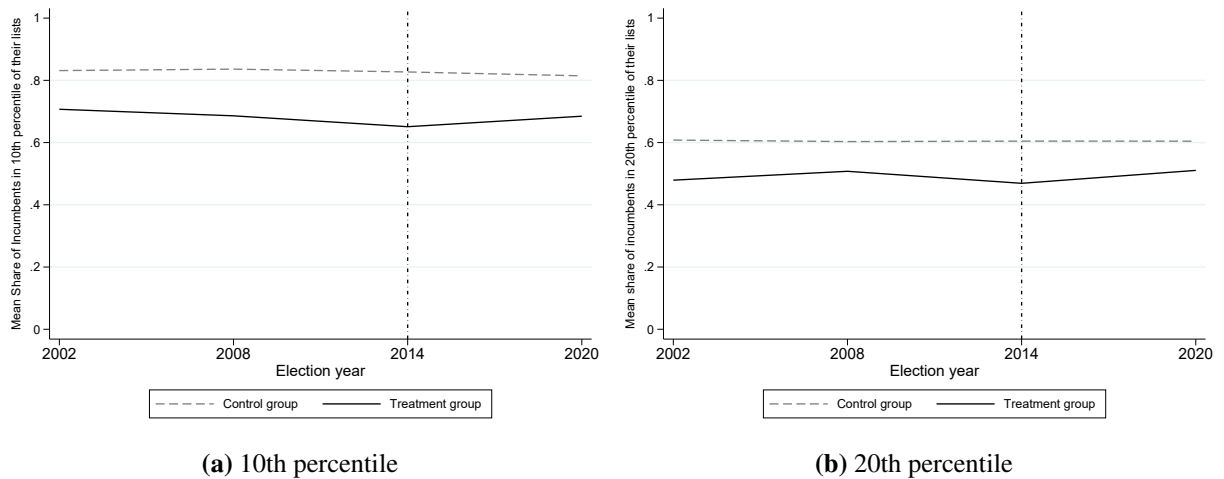 Mean Share of Incumbents in 10th percentile of their lists
1
.8
.6
.4
.2
0
2002
2008
2014
2020
Election year
Control group
Treatment group
(a) 10th percentile
Mean share of incumbents in 20th percentile of their lists
1
.8
.6
.4
.2
0
2002
2008
2014
2020
Election year
Control group
Treatment group
(b) 20th percentile